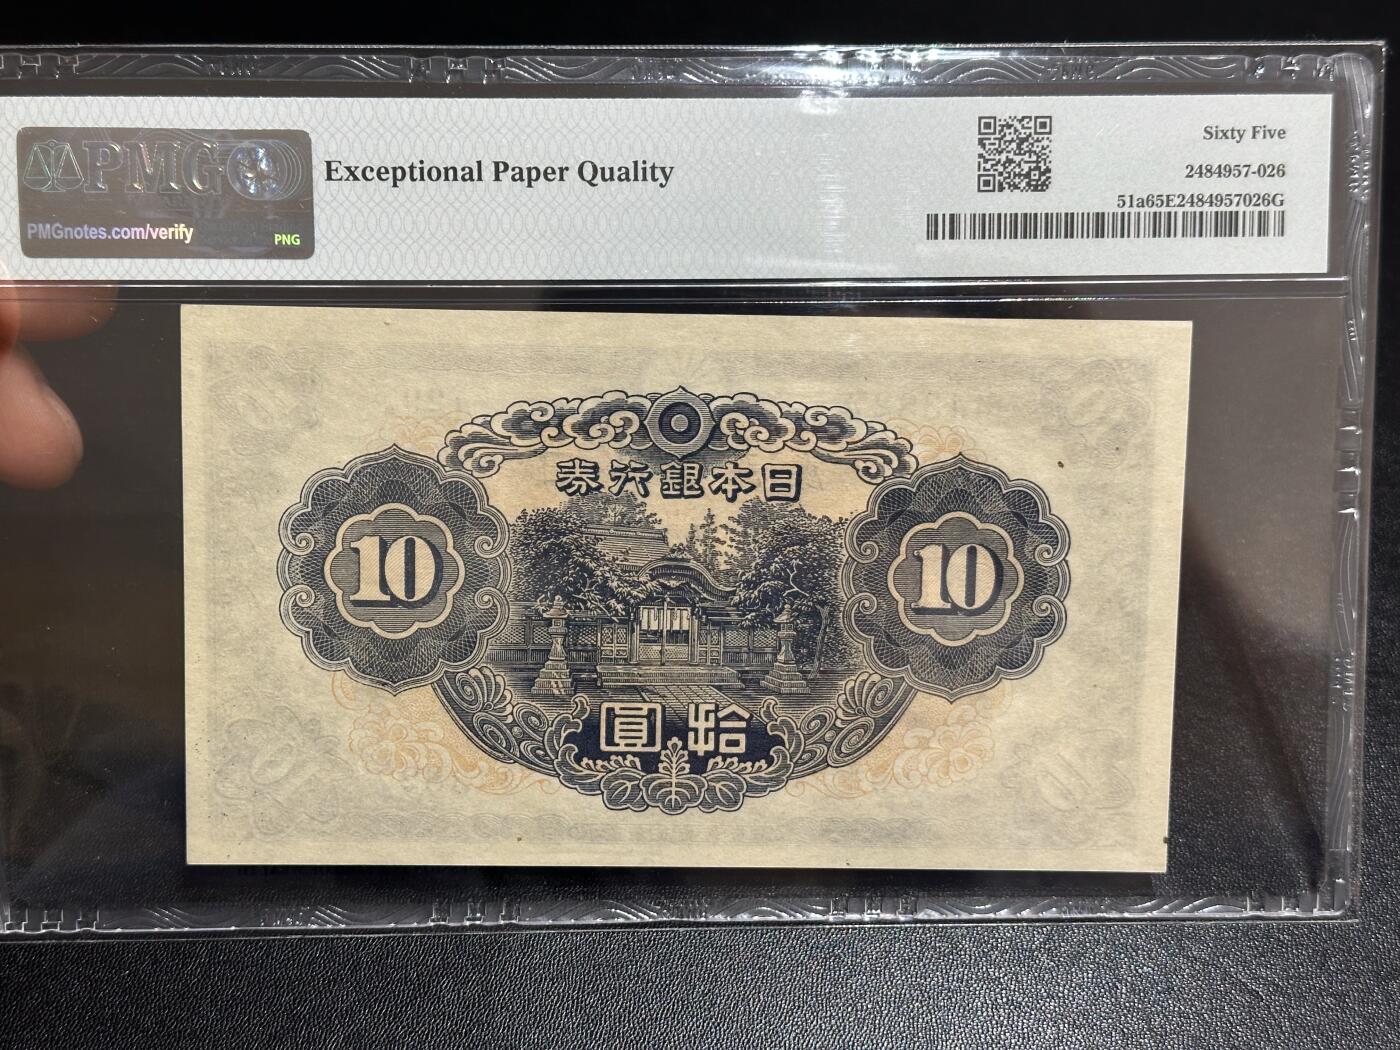 PMG
PMGnotes.com/verify
PNG
Exceptional Paper Quality
Sixty Five
2484957-026
51a65E2484957026G
券行銀本日
10
10
圓拾